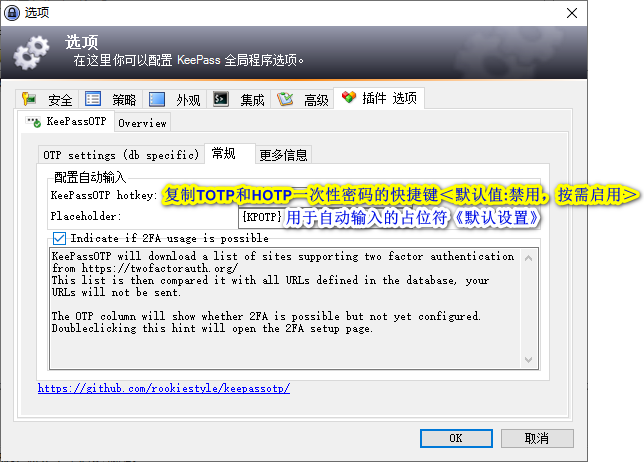 选项
选项
在这里你可以配置 KeePass 全局程序选项。
安全 策略 外观 集成 高级 插件 选项
KeePassOTP Overview
OTP settings (db specific) 常规 更多信息
配置自动输入
KeePassOTP hotkey: 复制TOTP和HOTP一次性密码的快捷键<默认值:禁用，按需启用>
Placeholder: {KPOTP} 用于自动输入的占位符《默认设置》
Indicate if 2FA usage is possible
KeePassOTP will download a list of sites supporting two factor authentication
from https://twofactorauth.org/
This list is then compared it with all URLs defined in the database, your
URLs will not be sent.
The OTP column will show whether 2FA is possible but not yet configured.
Doubleclicking this hint will open the 2FA setup page.
https://github.com/rookiestyle/keepassotp/
OK 取消